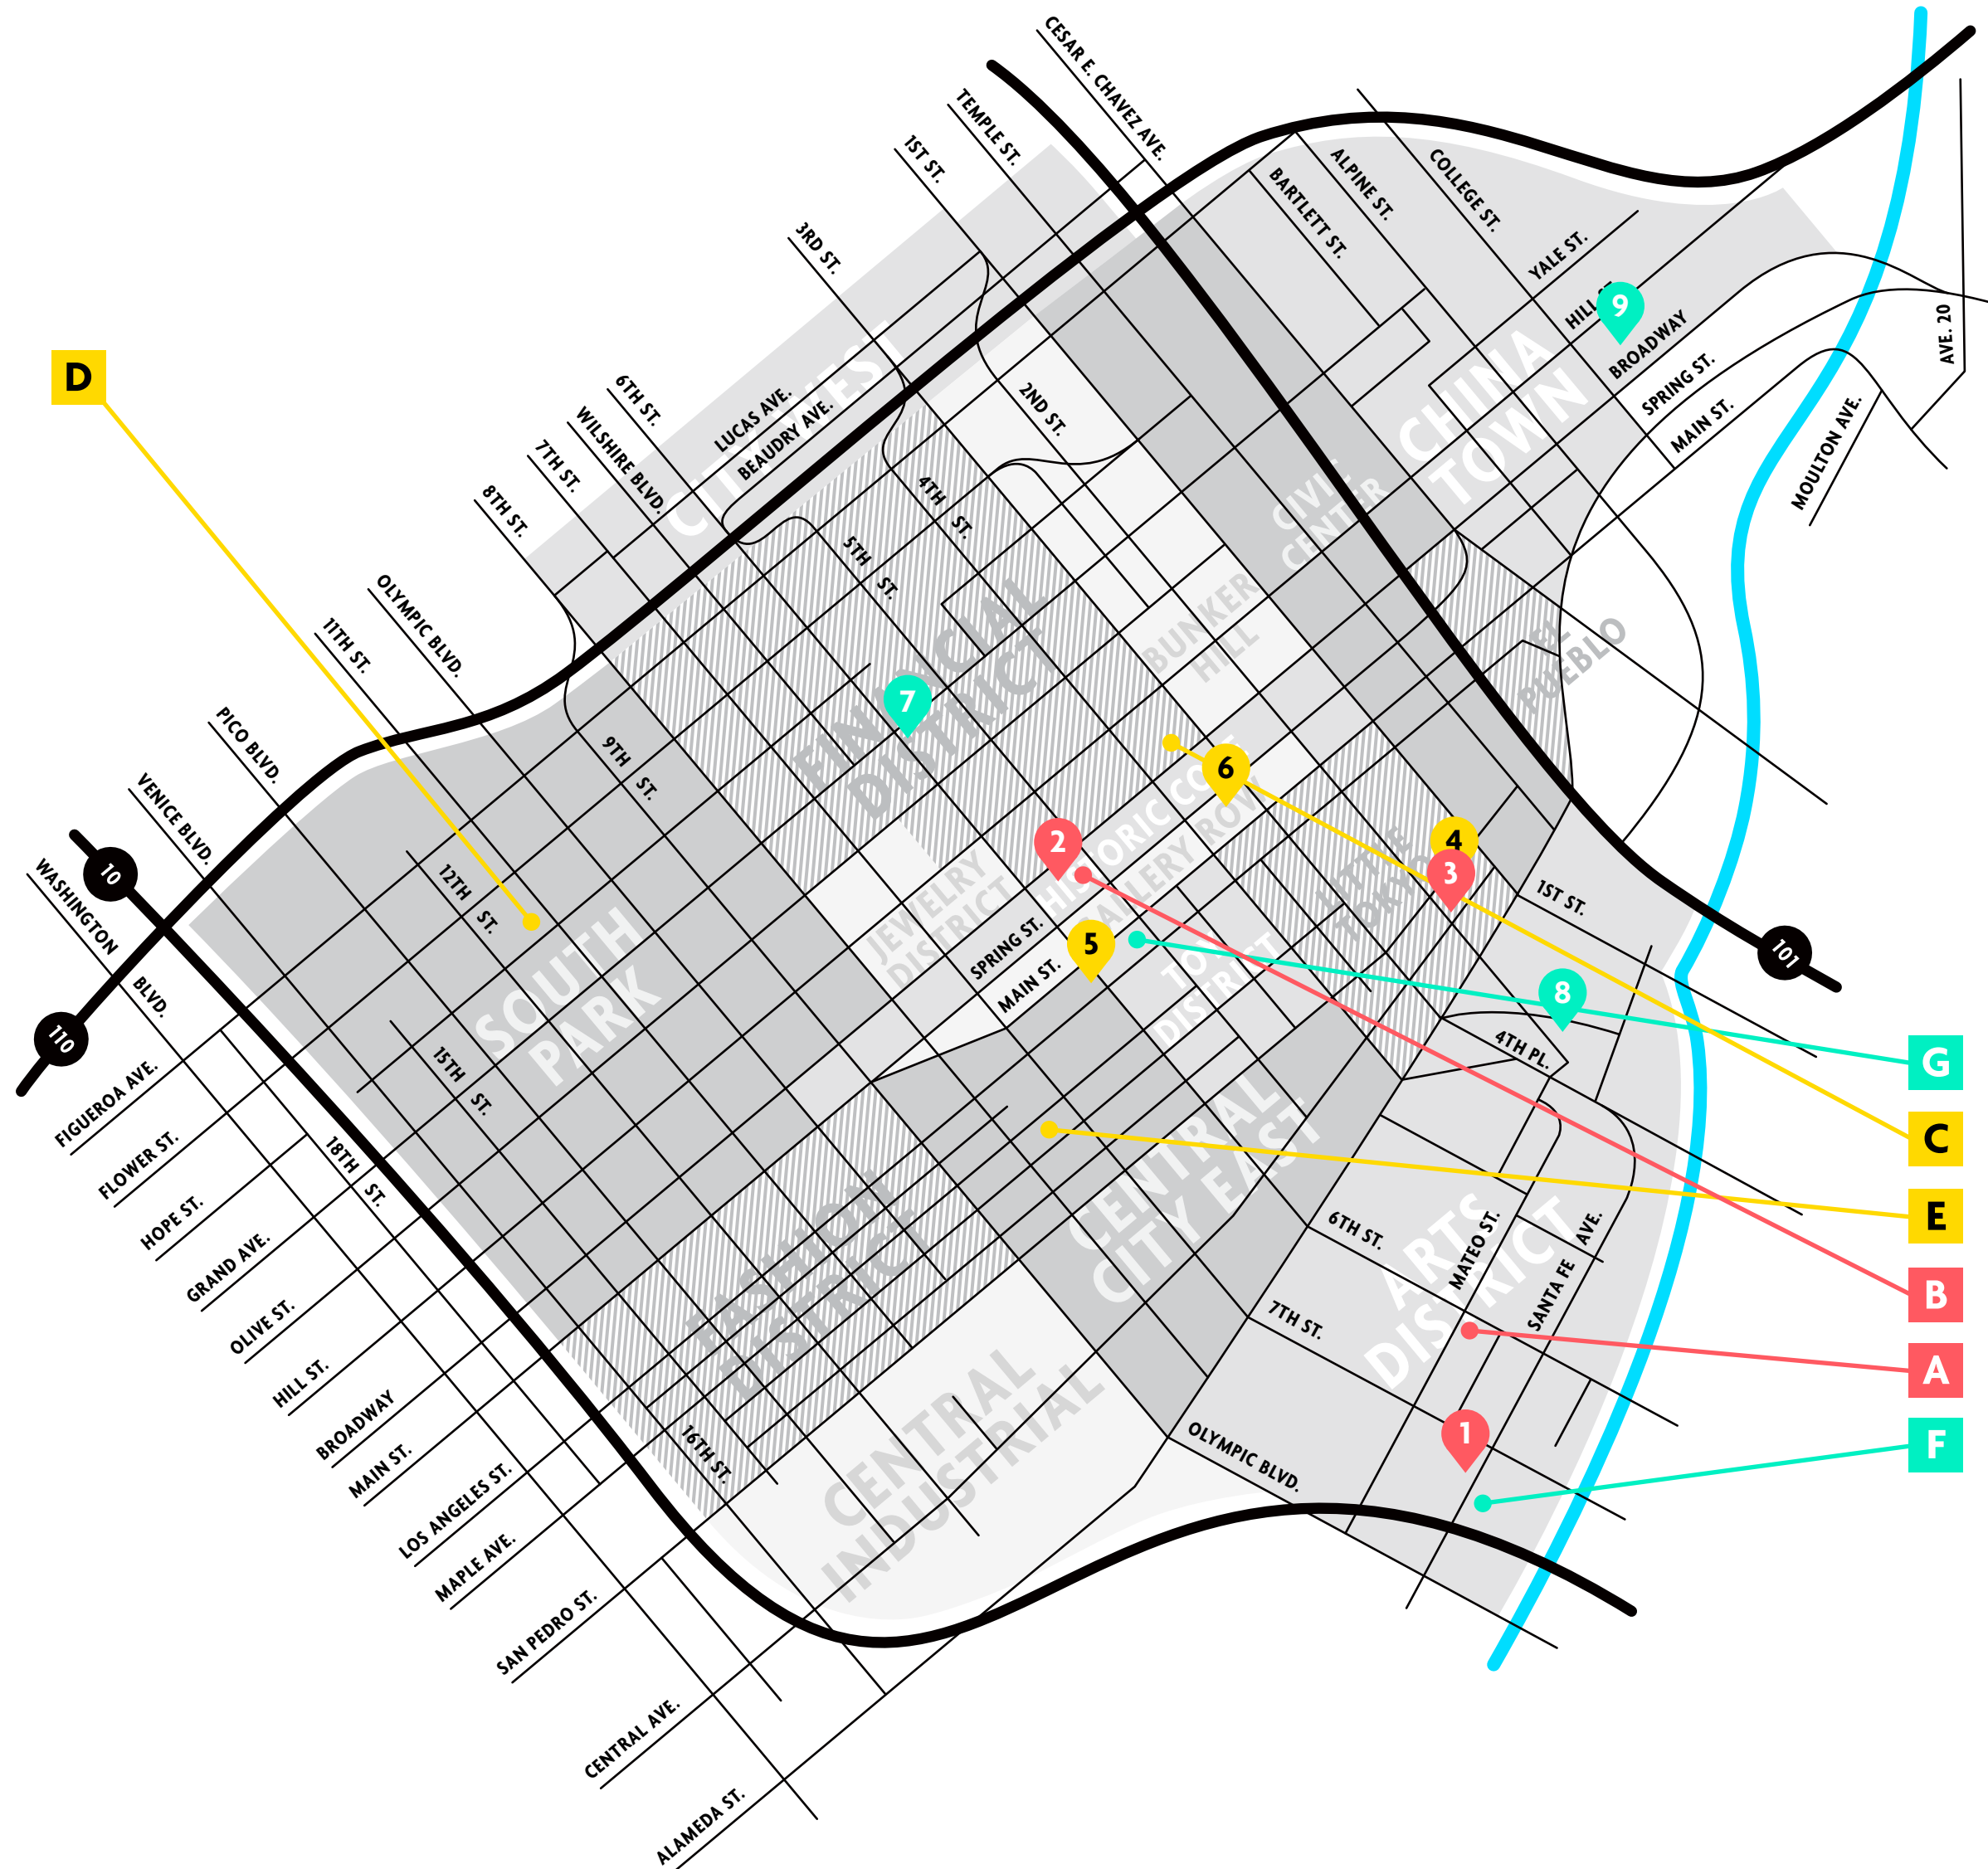 CESAR E. CHAVEZ AVE.
TEMPLE ST.
1ST ST.
3RD ST.
BARTLETT ST.
ALPINE ST.
COLLEGE ST.
YALE ST.
HILL S
9
BROADWAY
SPRING ST.
MAIN ST.
AVE. 20
MOULTON AVE.
CHINA
TOWN
D
6TH ST.
WILSHIRE BLVD.
7TH ST.
8TH ST.
LUCAS AVE.
BEAUDRY AVE.
2ND ST.
4TH ST.
5TH ST.
CIVIC
CENTER
BUNKER
HILL
EL
PUEBLO
OLYMPIC BLVD.
11TH ST.
PICO BLVD.
VENICE BLVD.
WASHINGTON BLVD.
10
110
9TH ST.
FINANCIAL
DISTRICT
7
6
2
4
3
HISTORIC CO
GALLERY ROW
LITTLE
TOKYO
1ST ST.
101
12TH ST.
SOUTH
PARK
JEWELRY
DISTRICT
SPRING ST.
MAIN ST.
5
TOY
DISTRICT
8
4TH PL.
G
C
E
B
A
F
15TH ST.
18TH ST.
16TH ST.
FIGUEROA AVE.
FLOWER ST.
HOPE ST.
GRAND AVE.
OLIVE ST.
HILL ST.
BROADWAY
MAIN ST.
LOS ANGELES ST.
MAPLE AVE.
SAN PEDRO ST.
CENTRAL AVE.
ALAMEDA ST.
FASHION
DISTRICT
CENTRAL
CITY EAST
CENTRAL
INDUSTRIAL
6TH ST.
7TH ST.
OLYMPIC BLVD.
ARTS
DISTRICT
MATEO ST.
SANTA FE AVE.
1